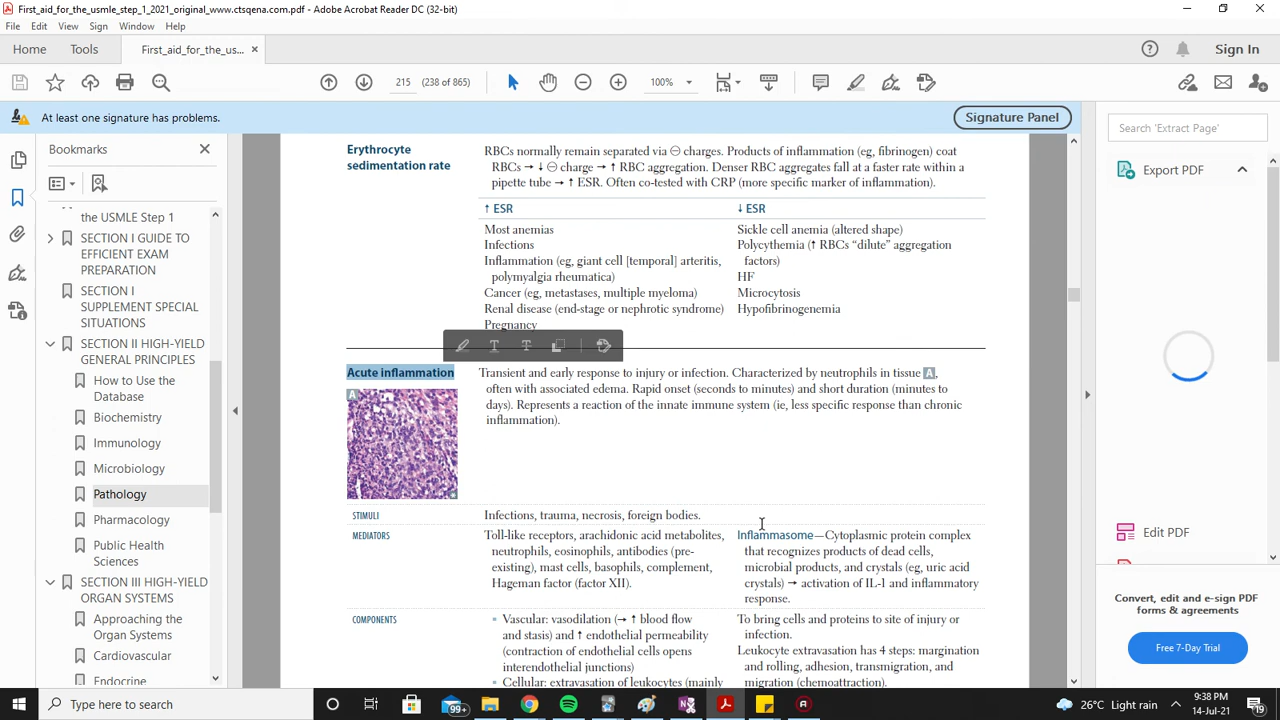 First_aid_for_the_usmle_step_1_2021_original_www.ctsqena.com.pdf - Adobe Acrobat Reader DC (32-bit)
File Edit View Sign Window Help
Home Tools First_aid_for_the_us... × Sign In
215 (238 of 865) 100%
At least one signature has problems. Signature Panel
Bookmarks
the USMLE Step 1
SECTION I GUIDE TO
EFFICIENT EXAM
PREPARATION
SECTION I
SUPPLEMENT SPECIAL
SITUATIONS
SECTION II HIGH-YIELD
GENERAL PRINCIPLES
How to Use the
Database
Biochemistry
Immunology
Microbiology
Pathology
Pharmacology
Public Health
Sciences
SECTION III HIGH-YIELD
ORGAN SYSTEMS
Approaching the
Organ Systems
Cardiovascular
Endocrine
Erythrocyte
sedimentation rate
RBCs normally remain separated via ⊖ charges. Products of inflammation (eg, fibrinogen) coat
RBCs → ↓ ⊖ charge → ↑ RBC aggregation. Denser RBC aggregates fall at a faster rate within a
pipette tube → ↑ ESR. Often co-tested with CRP (more specific marker of inflammation).
↑ ESR
Most anemias
Infections
Inflammation (eg, giant cell [temporal] arteritis,
polymyalgia rheumatica)
Cancer (eg, metastases, multiple myeloma)
Renal disease (end-stage or nephrotic syndrome)
Pregnancy
↓ ESR
Sickle cell anemia (altered shape)
Polycythemia (↑ RBCs “dilute” aggregation
factors)
HF
Microcytosis
Hypofibrinogenemia
Acute inflammation
A
Transient and early response to injury or infection. Characterized by neutrophils in tissue A,
often with associated edema. Rapid onset (seconds to minutes) and short duration (minutes to
days). Represents a reaction of the innate immune system (ie, less specific response than chronic
inflammation).
STIMULI
Infections, trauma, necrosis, foreign bodies.
MEDIATORS
Toll-like receptors, arachidonic acid metabolites,
neutrophils, eosinophils, antibodies (pre-
existing), mast cells, basophils, complement,
Hageman factor (factor XII).
Inflammasome—Cytoplasmic protein complex
that recognizes products of dead cells,
microbial products, and crystals (eg, uric acid
crystals) → activation of IL-1 and inflammatory
response.
COMPONENTS
▪ Vascular: vasodilation (→ ↑ blood flow
and stasis) and ↑ endothelial permeability
(contraction of endothelial cells opens
interendothelial junctions)
▪ Cellular: extravasation of leukocytes (mainly
To bring cells and proteins to site of injury or
infection.
Leukocyte extravasation has 4 steps: margination
and rolling, adhesion, transmigration, and
migration (chemoattraction).
Search 'Extract Page'
Export PDF
Edit PDF
Convert, edit and e-sign PDF
forms & agreements
Free 7-Day Trial
Type here to search
99+
26°C Light rain
9:38 PM
14-Jul-21
19